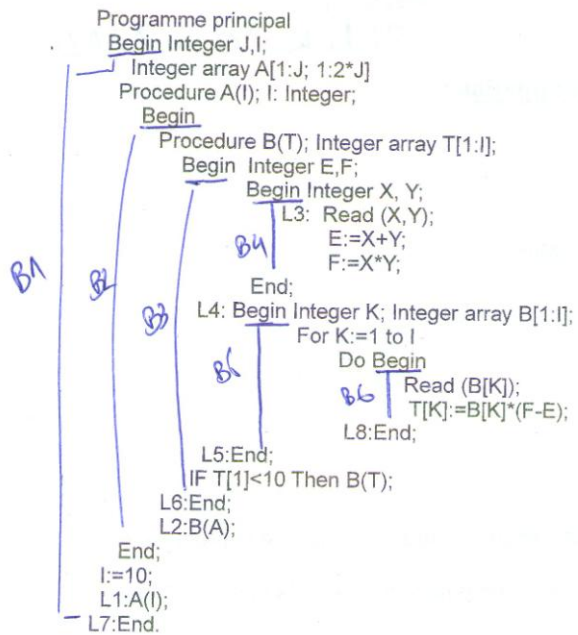 Programme principal
Begin Integer J,I;
Integer array A[1:J; 1:2*J]
Procedure A(I); I: Integer;
Begin
Procedure B(T); Integer array T[1:I];
Begin Integer E,F;
Begin Integer X, Y;
L3: Read (X,Y);
B4 E:=X+Y;
F:=X*Y;
End;
B1 B2 B3 L4: Begin Integer K; Integer array B[1:I];
For K:=1 to I
B5 Do Begin
B6 Read (B[K]);
T[K]:=B[K]*(F-E);
L8:End;
L5:End;
IF T[1]<10 Then B(T);
L6:End;
L2:B(A);
End;
I:=10;
L1:A(I);
L7:End.